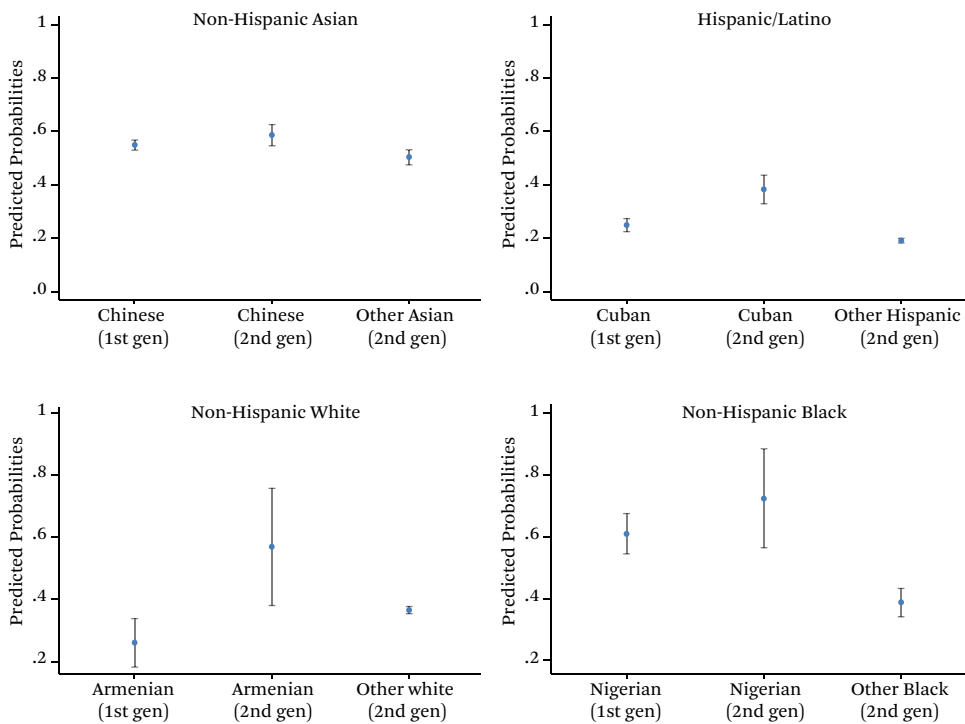 Non-Hispanic Asian
Predicted Probabilities
1
.8
.6
.4
.2
.0
Chinese Chinese Other Asian
(1st gen) (2nd gen) (2nd gen)
Hispanic/Latino
Predicted Probabilities
1
.8
.6
.4
.2
.0
Cuban Cuban Other Hispanic
(1st gen) (2nd gen) (2nd gen)
Non-Hispanic White
Predicted Probabilities
1
.8
.6
.4
.2
Armenian Armenian Other white
(1st gen) (2nd gen) (2nd gen)
Non-Hispanic Black
Predicted Probabilities
1
.8
.6
.4
.2
Nigerian Nigerian Other Black
(1st gen) (2nd gen) (2nd gen)